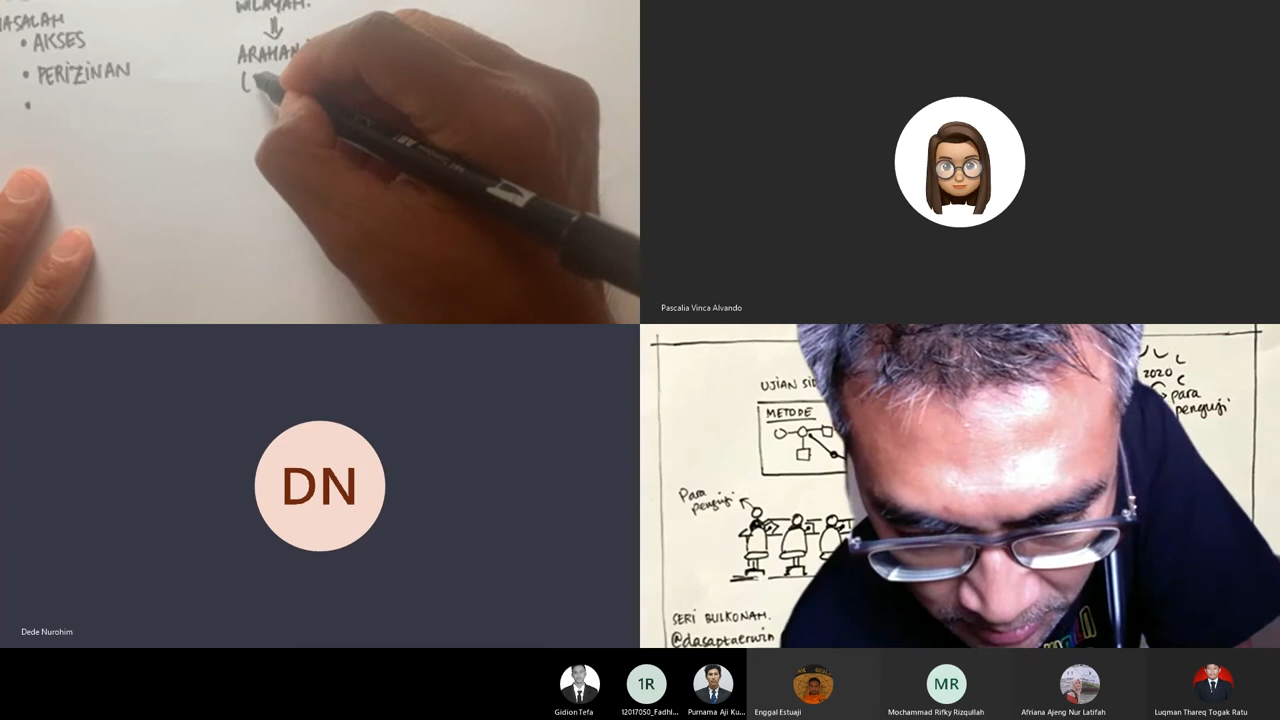 MASALAH
• AKSES
• PERIZINAN
•
WILAYAH.
⇓
ARAHAN
(
Pascalia Vinca Alvando
DN
Dede Nurohim
UJIAN SID
METODE
2020
para
penguji
Para
penguji
SERI BULKONAH.
@dasaptaerwin
Gidion Tefa
1R
12017050_Fadhl...
Purnama Aji Ku...
Enggal Estuaji
MR
Mochammad Rifky Rizqullah
Afriana Ajeng Nur Latifah
Luqman Thareq Togak Ratu